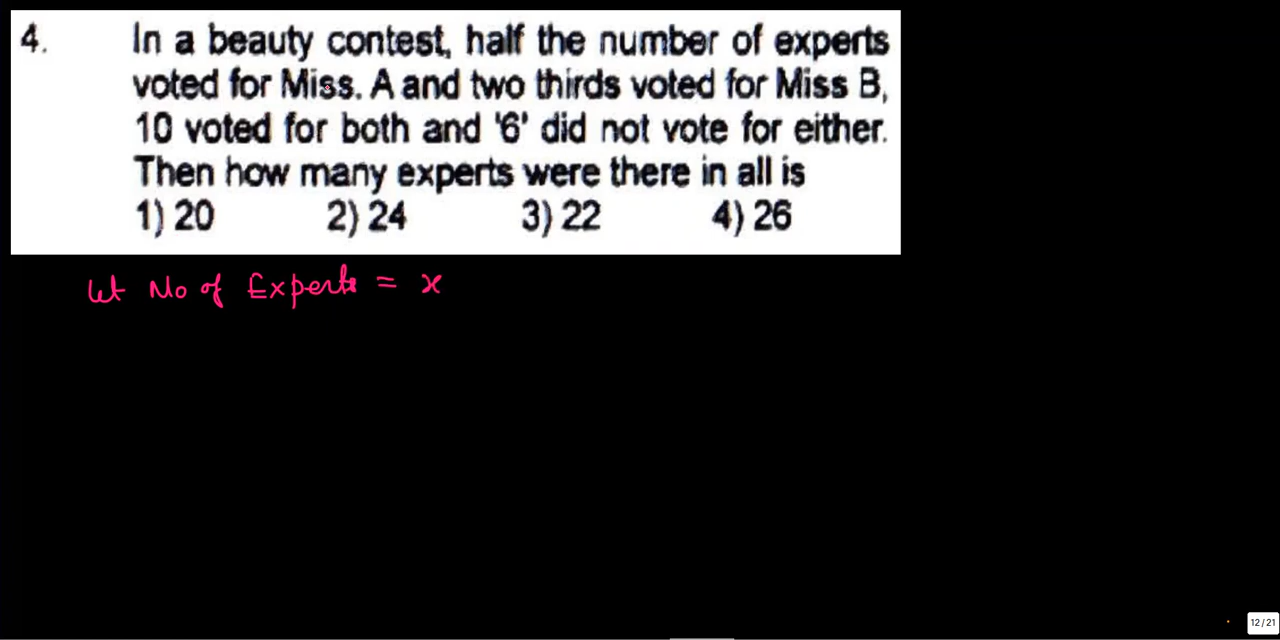 4. In a beauty contest, half the number of experts
voted for Miss. A and two thirds voted for Miss B,
10 voted for both and '6' did not vote for either.
Then how many experts were there in all is
1) 20 2) 24 3) 22 4) 26
let No of Experts = x
12/21